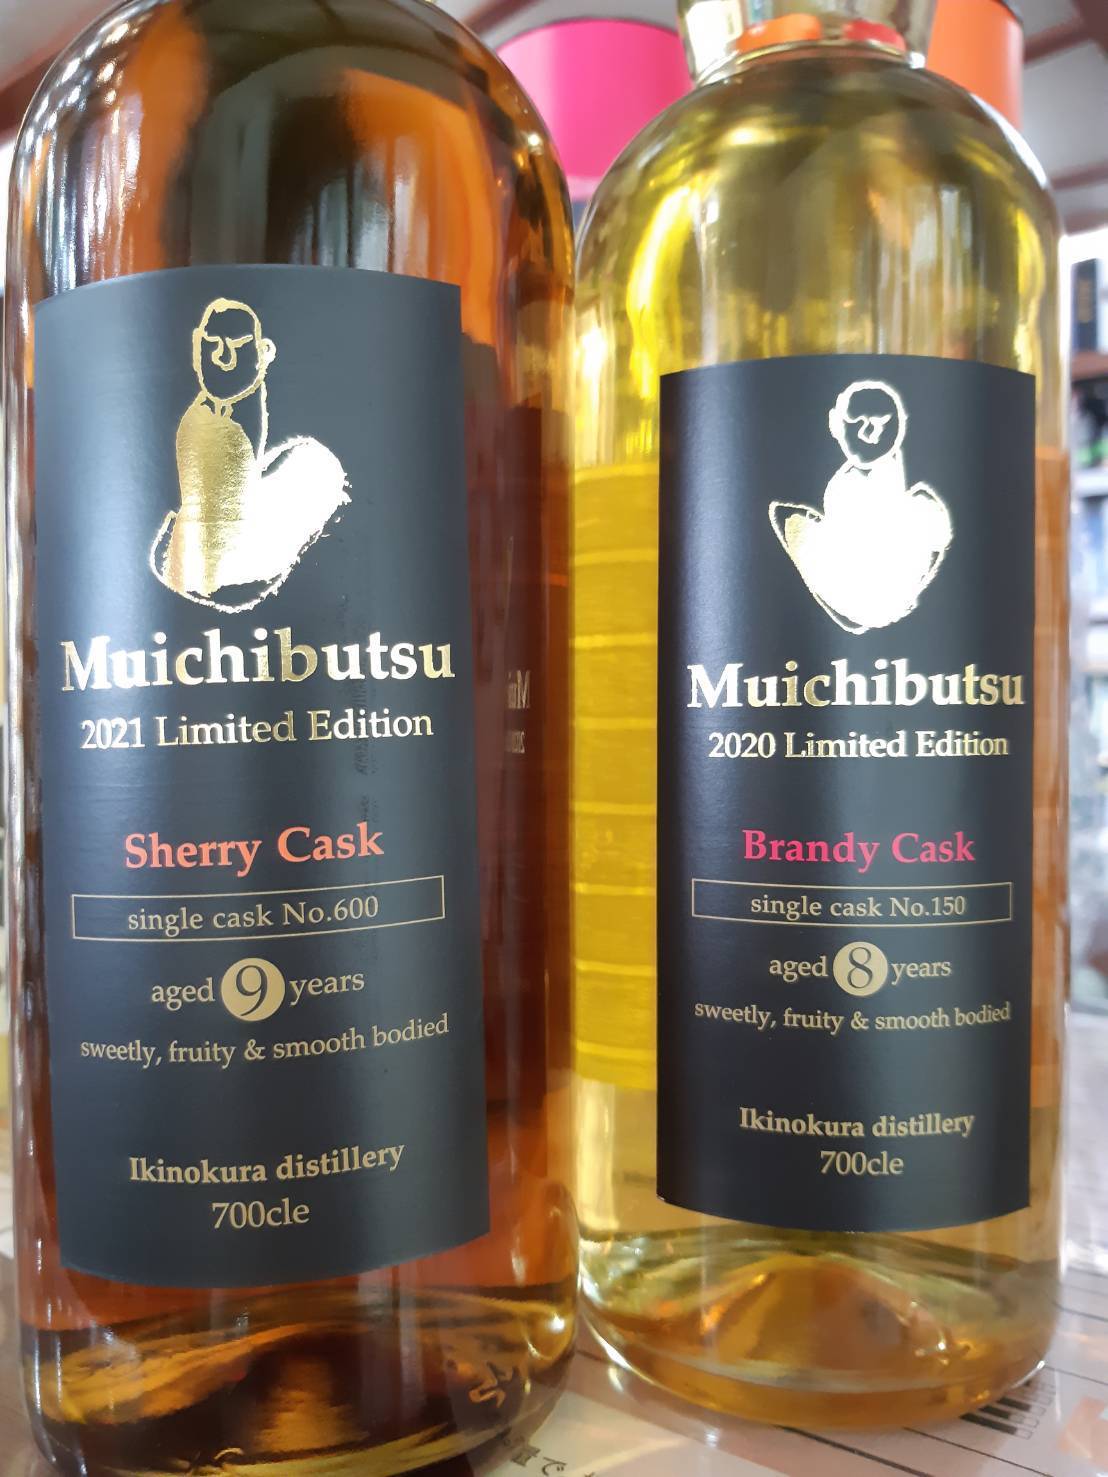 Muichibutsu
2021 Limited Edition
Sherry Cask
single cask No.600
aged 9 years
sweetly, fruity & smooth bodied
Ikinokura distillery
700cle
Muichibutsu
2020 Limited Edition
Brandy Cask
single cask No.150
aged 8 years
sweetly, fruity & smooth bodied
Ikinokura distillery
700cle